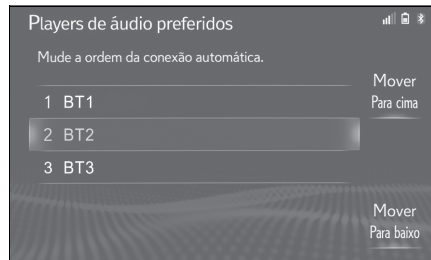 Players de áudio preferidos
Mude a ordem da conexão automática.
1 BT1
2 BT2
3 BT3
Mover
Para cima
Mover
Para baixo